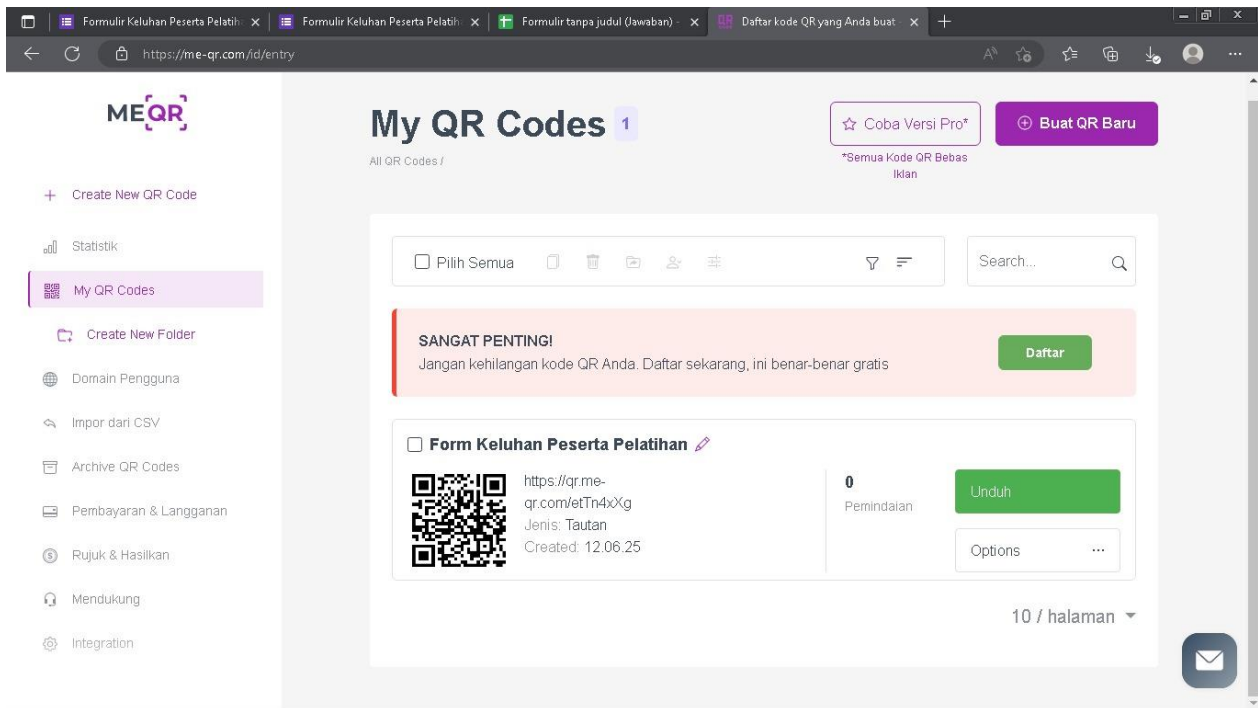 Formulir Keluhan Peserta Pelatih
Formulir Keluhan Peserta Pelatih
Formulir tanpa judul (Jawaban) -
QR Daftar kode QR yang Anda buat -
https://me-qr.com/id/entry
MEQR
My QR Codes 1
Coba Versi Pro*
Buat QR Baru
All QR Codes /
*Semua Kode QR Bebas
Iklan
Create New QR Code
Statistik
My QR Codes
Create New Folder
Domain Pengguna
Impor dari CSV
Archive QR Codes
Pembayaran & Langganan
Rujuk & Hasilkan
Mendukung
Integration
Pilih Semua
Search...
SANGAT PENTING!
Jangan kehilangan kode QR Anda. Daftar sekarang, ini benar-benar gratis
Daftar
Form Keluhan Peserta Pelatihan
https://qr.me-
qr.com/etTn4xXg
Jenis: Tautan
Created: 12.06.25
0
Pemindaian
Unduh
Options ...
10 / halaman